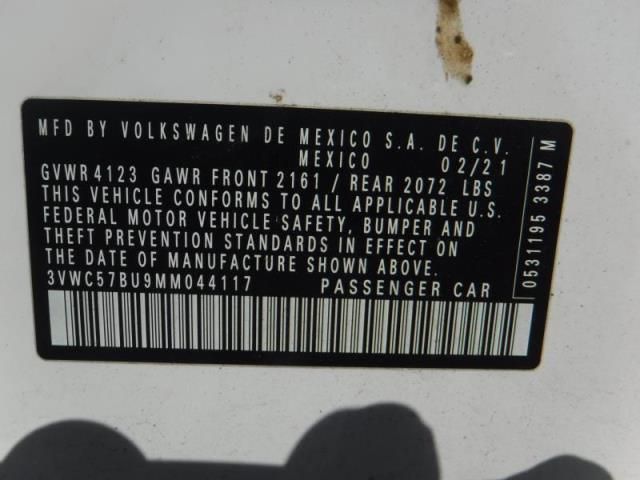 MFD BY VOLKSWAGEN DE MEXICO S.A. DE C.V.
MEXICO 02/21
GVWR 4123 GAWR FRONT 2161 / REAR 2072 LBS
THIS VEHICLE CONFORMS TO ALL APPLICABLE U.S.
FEDERAL MOTOR VEHICLE SAFETY, BUMPER AND
THEFT PREVENTION STANDARDS IN EFFECT ON
THE DATE OF MANUFACTURE SHOWN ABOVE.
3VWC57BU9MM044117 PASSENGER CAR
0531195 3387 M